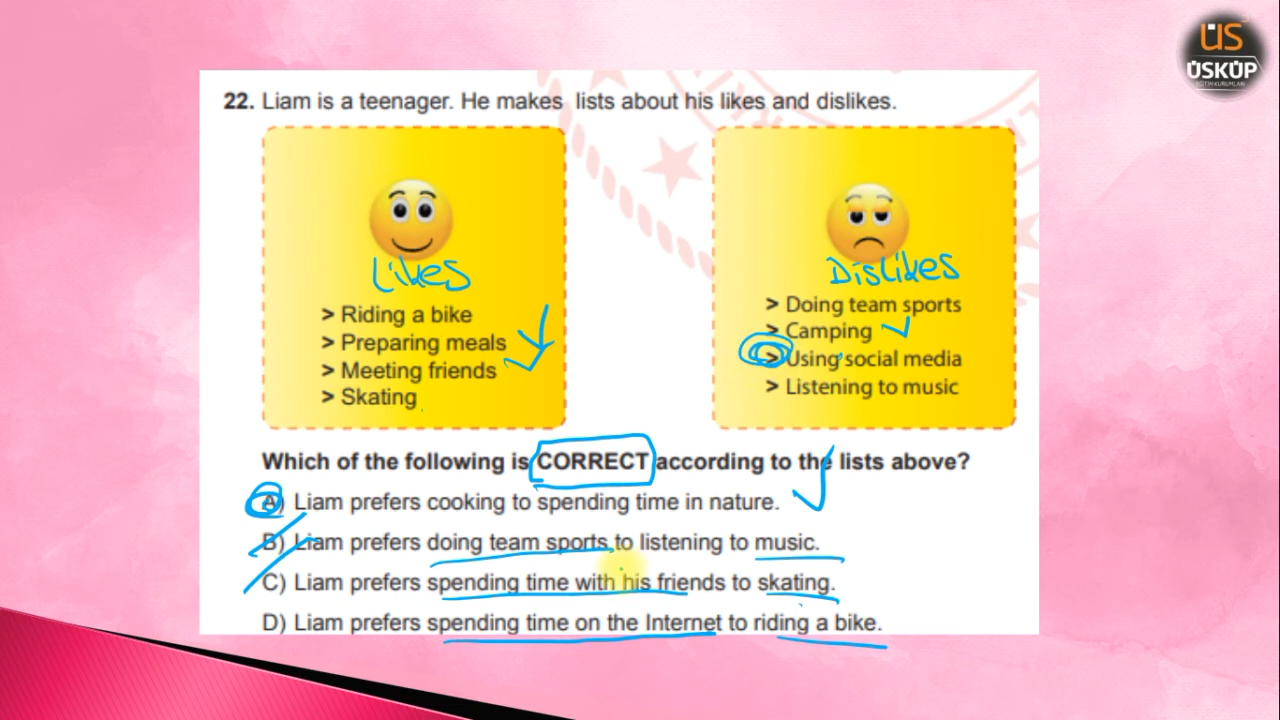 ÜS
ÜSKÜP
EĞİTİM KURUMLARI
22. Liam is a teenager. He makes lists about his likes and dislikes.
Likes
> Riding a bike
> Preparing meals
> Meeting friends
> Skating
Dislikes
> Doing team sports
> Camping
> Using social media
> Listening to music
Which of the following is CORRECT according to the lists above?
A) Liam prefers cooking to spending time in nature.
B) Liam prefers doing team sports to listening to music.
C) Liam prefers spending time with his friends to skating.
D) Liam prefers spending time on the Internet to riding a bike.